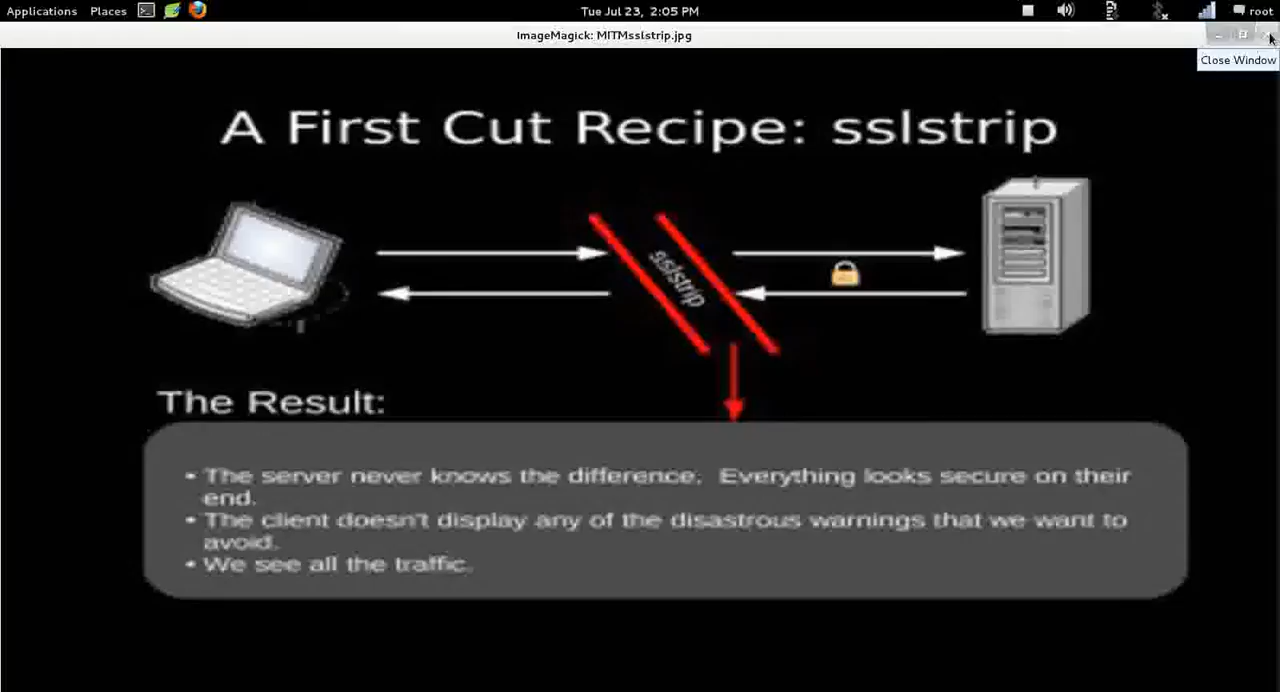 Applications Places Tue Jul 23, 2:05 PM root
ImageMagick: MITMsslstrip.jpg
Close Window
A First Cut Recipe: sslstrip
sslstrip
The Result:
• The server never knows the difference. Everything looks secure on their
end.
• The client doesn't display any of the disastrous warnings that we want to
avoid.
• We see all the traffic.